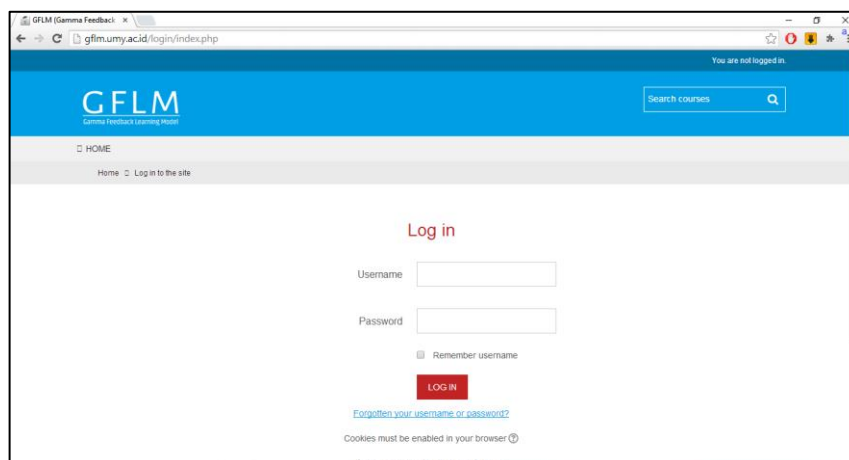 GFLM (Gamma Feedback
gflm.umy.ac.id/login/index.php
You are not logged in.
GFLM
Gamma Feedback Learning Model
Search courses
HOME
Home Log in to the site
Log in
Username
Password
Remember username
LOG IN
Forgotten your username or password?
Cookies must be enabled in your browser